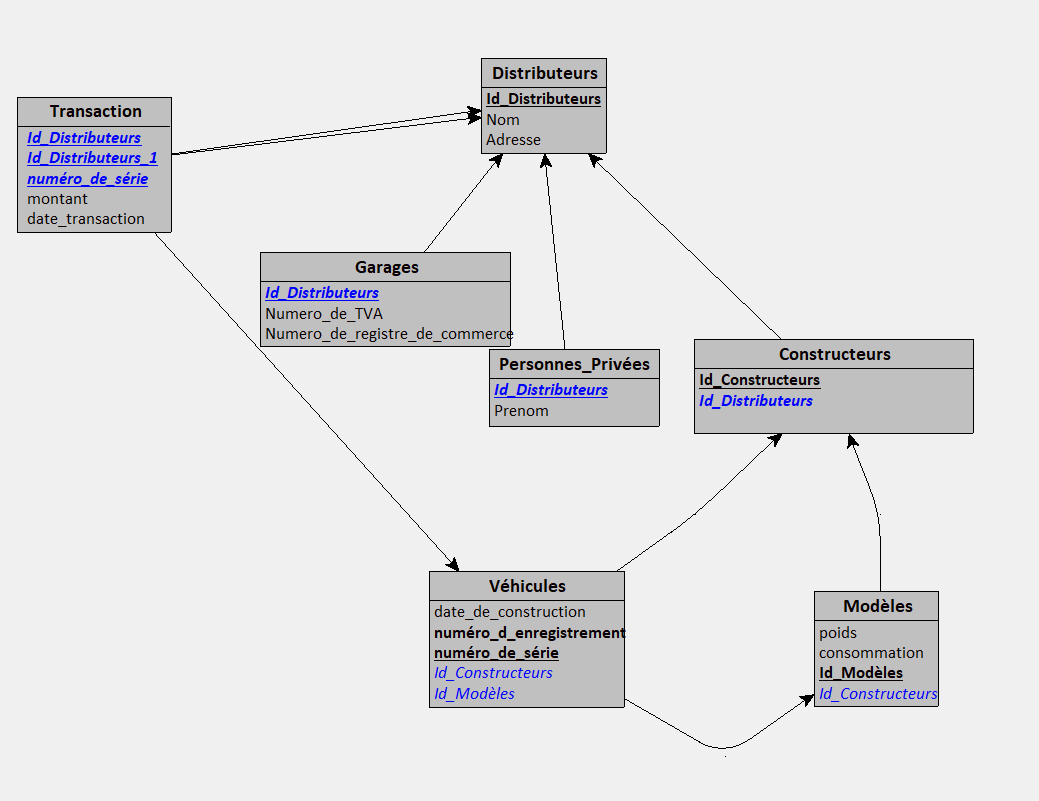 Distributeurs
Id_Distributeurs
Nom
Adresse
Transaction
Id_Distributeurs
Id_Distributeurs_1
numéro_de_série
montant
date_transaction
Garages
Id_Distributeurs
Numero_de_TVA
Numero_de_registre_de_commerce
Personnes_Privées
Id_Distributeurs
Prenom
Constructeurs
Id_Constructeurs
Id_Distributeurs
Véhicules
date_de_construction
numéro_d_enregistrement
numéro_de_série
Id_Constructeurs
Id_Modèles
Modèles
poids
consommation
Id_Modèles
Id_Constructeurs